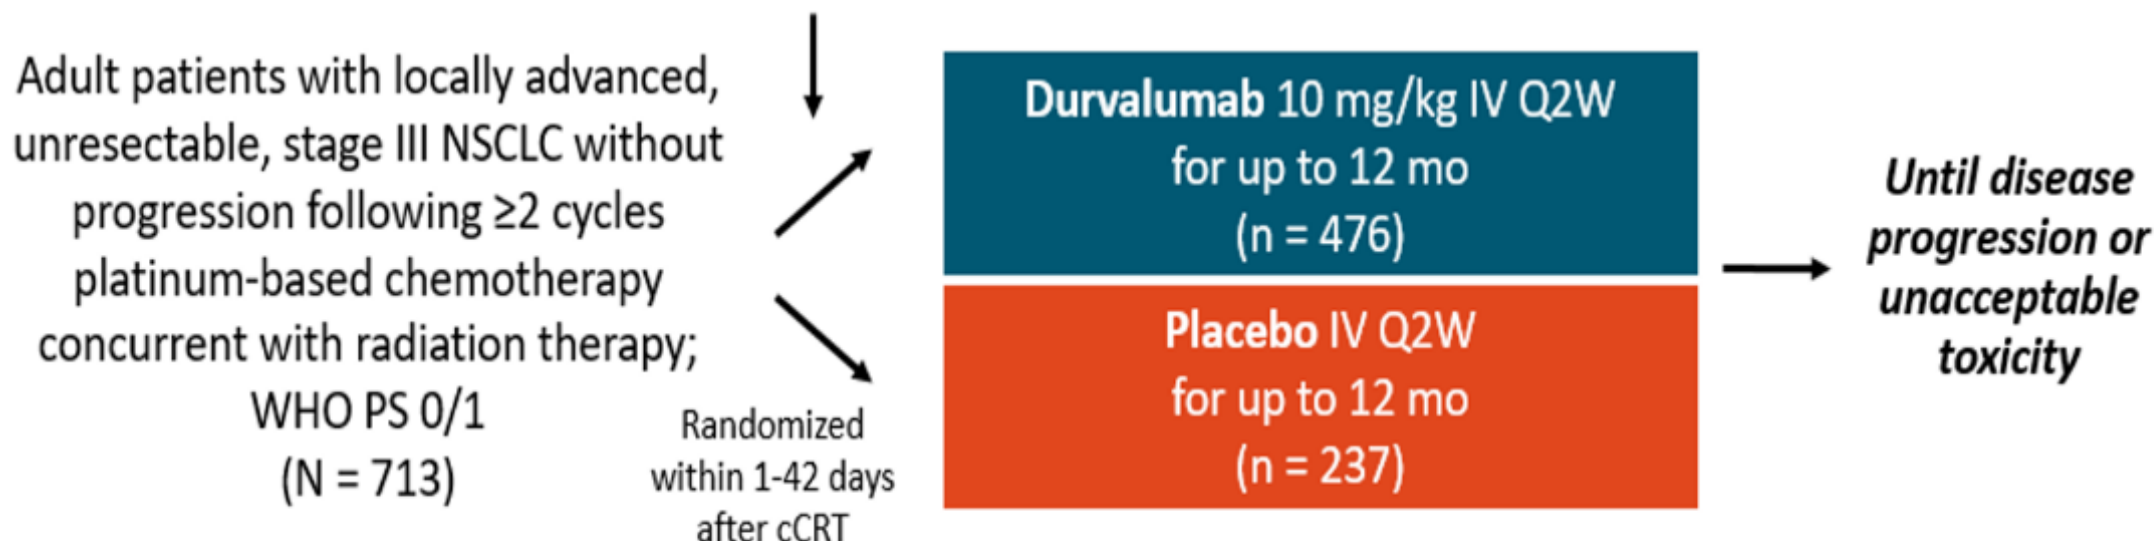 Adult patients with locally advanced,
unresectable, stage III NSCLC without
progression following ≥2 cycles
platinum-based chemotherapy
concurrent with radiation therapy;
WHO PS 0/1
(N = 713)
Randomized
within 1-42 days
after cCRT
Durvalumab 10 mg/kg IV Q2W
for up to 12 mo
(n = 476)
Placebo IV Q2W
for up to 12 mo
(n = 237)
Until disease
progression or
unacceptable
toxicity